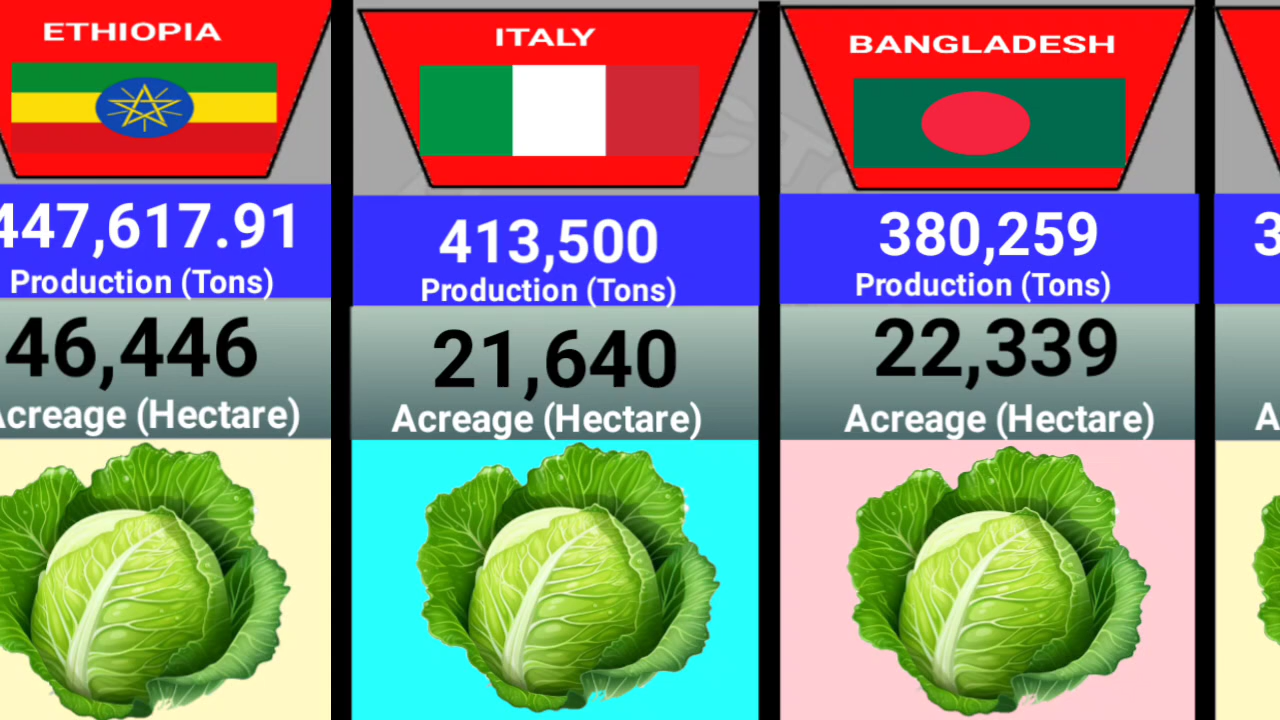 ETHIOPIA
447,617.91
Production (Tons)
46,446
Acreage (Hectare)
ITALY
413,500
Production (Tons)
21,640
Acreage (Hectare)
BANGLADESH
380,259
Production (Tons)
22,339
Acreage (Hectare)
3
A